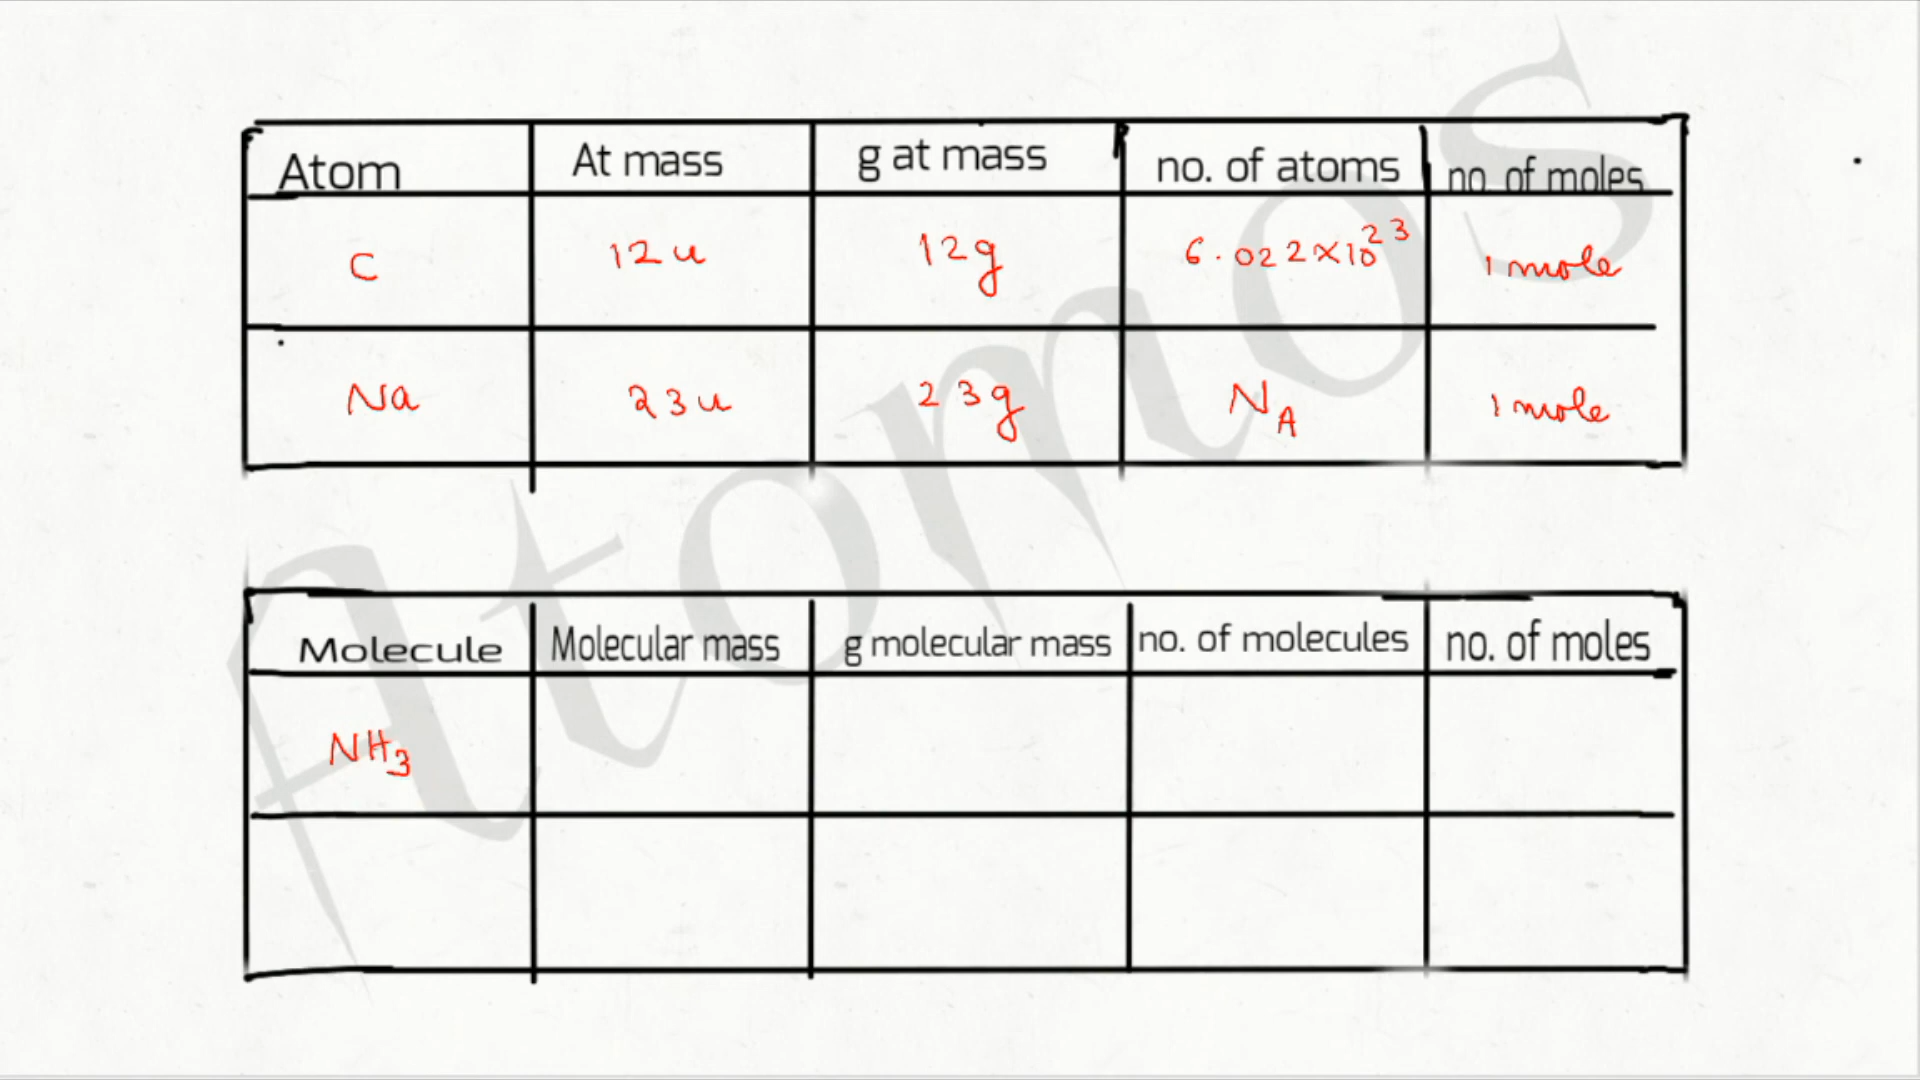 Atom At mass g at mass no. of atoms no. of moles
C 12u 12g 6.022×10²³ 1 mole
Na 23u 23g N_A 1 mole
Molecule Molecular mass g molecular mass no. of molecules no. of moles
NH₃
Atomos